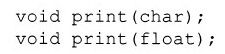 void print(char);
void print(float);